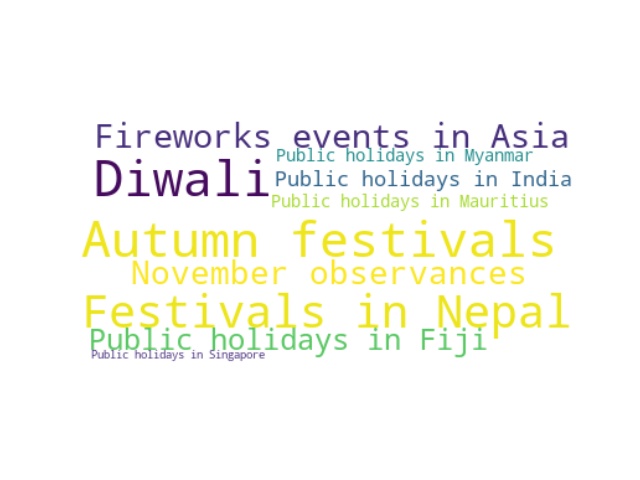 Fireworks events in Asia
Public holidays in Myanmar
Diwali
Public holidays in India
Public holidays in Mauritius
Autumn festivals
November observances
Festivals in Nepal
Public holidays in Fiji
Public holidays in Singapore